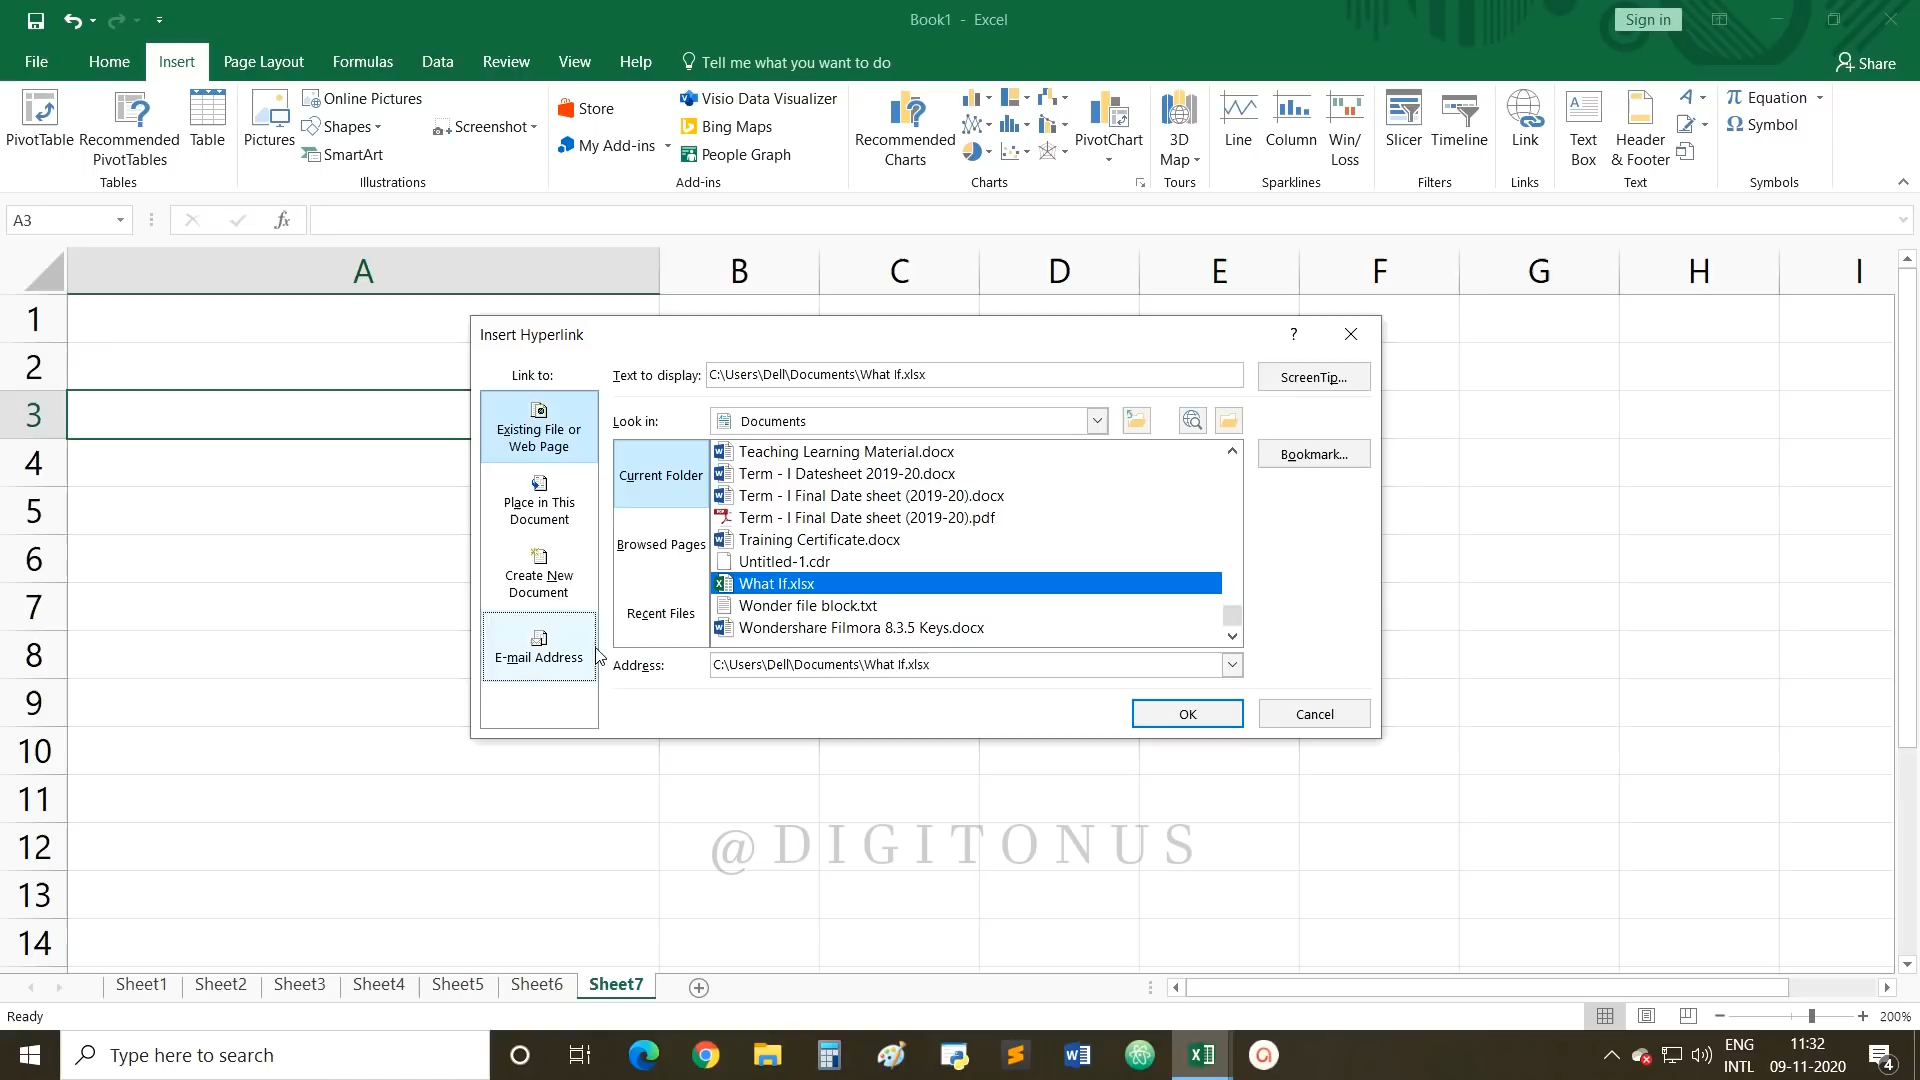 Book1 - Excel
Sign in
File Home Insert Page Layout Formulas Data Review View Help Tell me what you want to do
Share
PivotTable
Recommended
PivotTables
Table
Tables
Pictures
Online Pictures
Shapes
SmartArt
Screenshot
Illustrations
Store
My Add-ins
Visio Data Visualizer
Bing Maps
People Graph
Add-ins
Recommended
Charts
PivotChart
Charts
3D
Map
Tours
Line
Column
Win/
Loss
Sparklines
Slicer
Timeline
Filters
Link
Links
Text
Box
Header
& Footer
Text
Equation
Symbol
Symbols
A3
fx
A B C D E F G H I
1
2
3
4
5
6
7
8
9
10
11
12
13
14
Insert Hyperlink
?
Link to:
Text to display: C:\Users\Dell\Documents\What If.xlsx
ScreenTip...
Existing File or
Web Page
Place in This
Document
Create New
Document
E-mail Address
Look in: Documents
Bookmark...
Current Folder
Browsed Pages
Recent Files
Teaching Learning Material.docx
Term - I Datesheet 2019-20.docx
Term - I Final Date sheet (2019-20).docx
Term - I Final Date sheet (2019-20).pdf
Training Certificate.docx
Untitled-1.cdr
What If.xlsx
Wonder file block.txt
Wondershare Filmora 8.3.5 Keys.docx
Address: C:\Users\Dell\Documents\What If.xlsx
OK
Cancel
@DIGITONUS
Sheet1 Sheet2 Sheet3 Sheet4 Sheet5 Sheet6 Sheet7
Ready
200%
Type here to search
ENG
INTL
11:32
09-11-2020
4